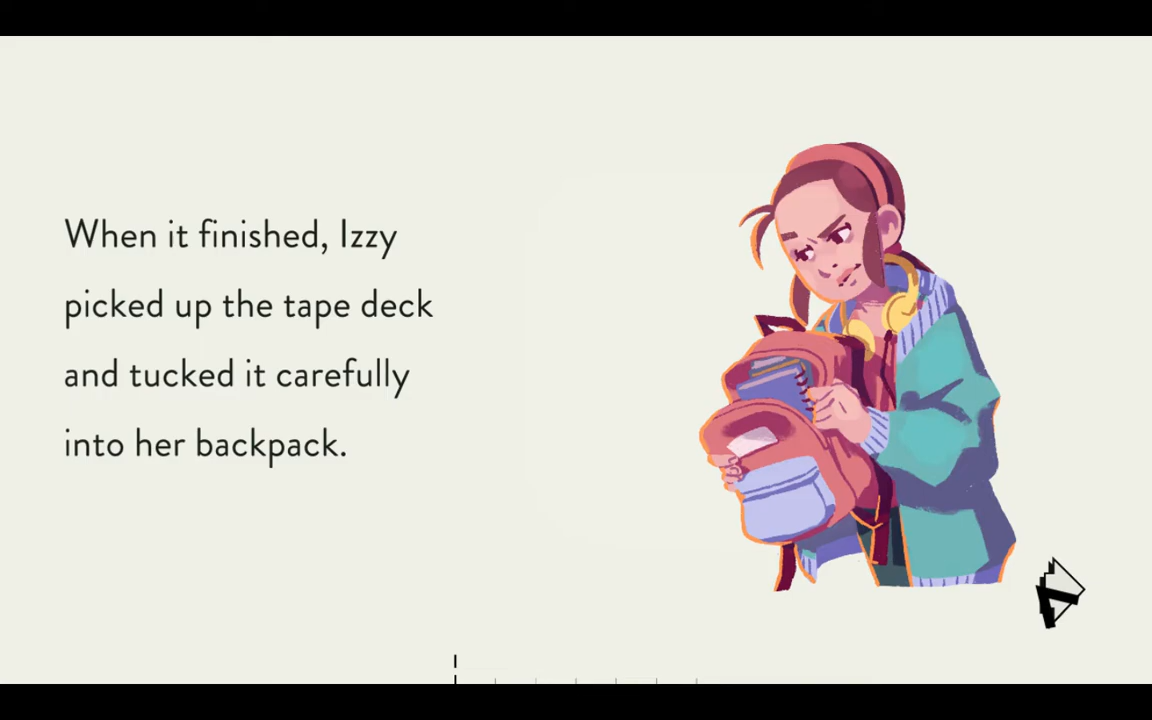 When it finished, Izzy
picked up the tape deck
and tucked it carefully
into her backpack.